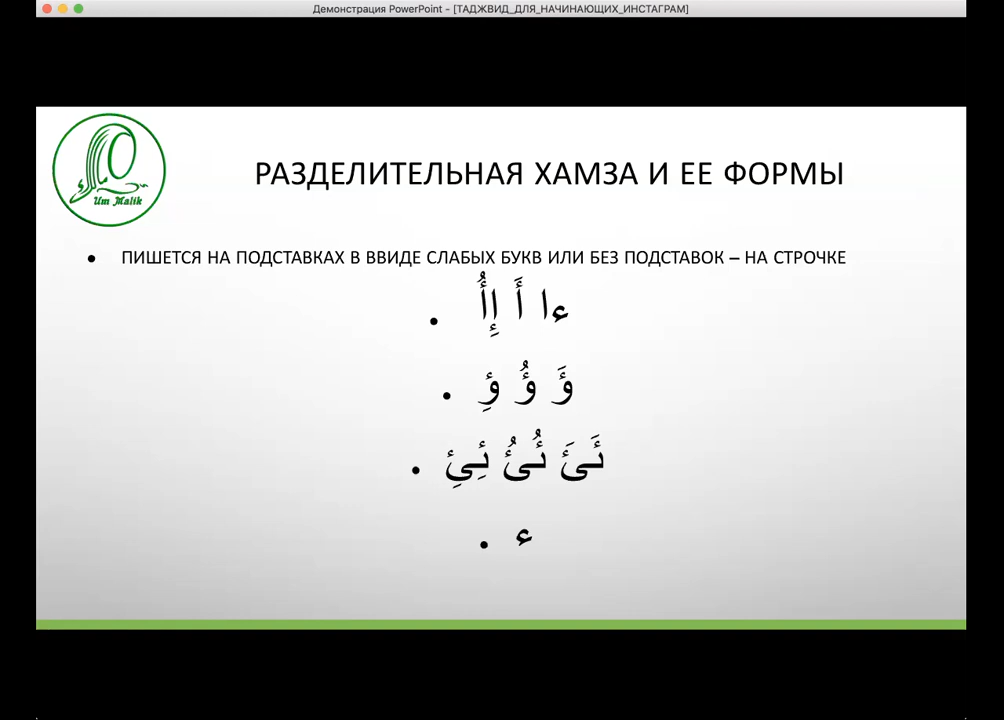 Демонстрация PowerPoint - [ТАДЖВИД_ДЛЯ_НАЧИНАЮЩИХ_ИНСТАГРАМ]
Um Malik
РАЗДЕЛИТЕЛЬНАЯ ХАМЗА И ЕЕ ФОРМЫ
• ПИШЕТСЯ НА ПОДСТАВКАХ В ВВИДЕ СЛАБЫХ БУКВ ИЛИ БЕЗ ПОДСТАВОК – НА СТРОЧКЕ
ءا أَ إِأُ •
ؤَ ؤُ ؤِ •
ئَئَ ئُئُ ئِئِ •
ء •